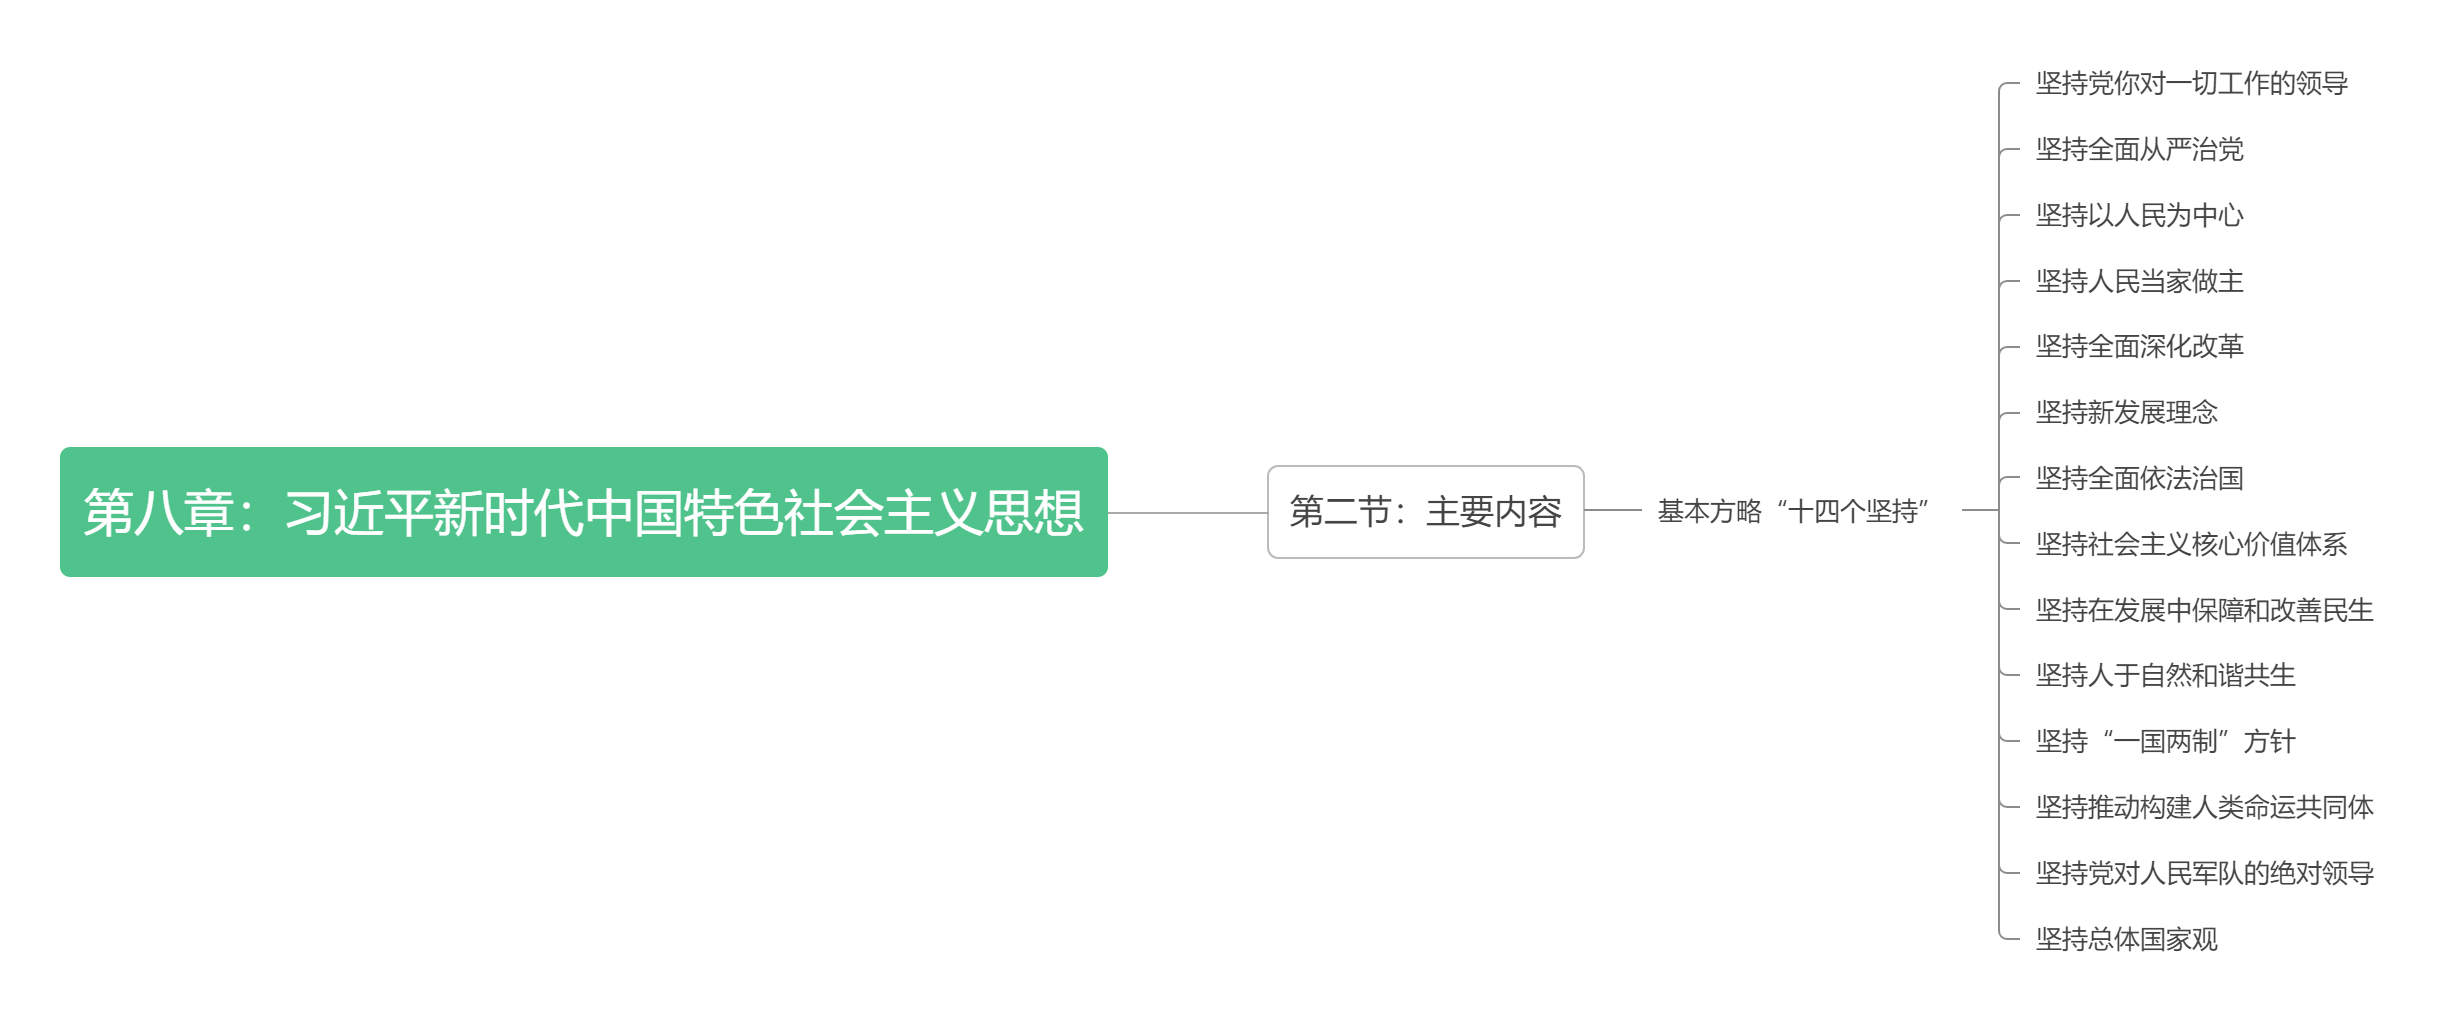 第八章：习近平新时代中国特色社会主义思想
第二节：主要内容
基本方略“十四个坚持”
坚持党你对一切工作的领导
坚持全面从严治党
坚持以人民为中心
坚持人民当家做主
坚持全面深化改革
坚持新发展理念
坚持全面依法治国
坚持社会主义核心价值体系
坚持在发展中保障和改善民生
坚持人于自然和谐共生
坚持“一国两制”方针
坚持推动构建人类命运共同体
坚持党对人民军队的绝对领导
坚持总体国家观